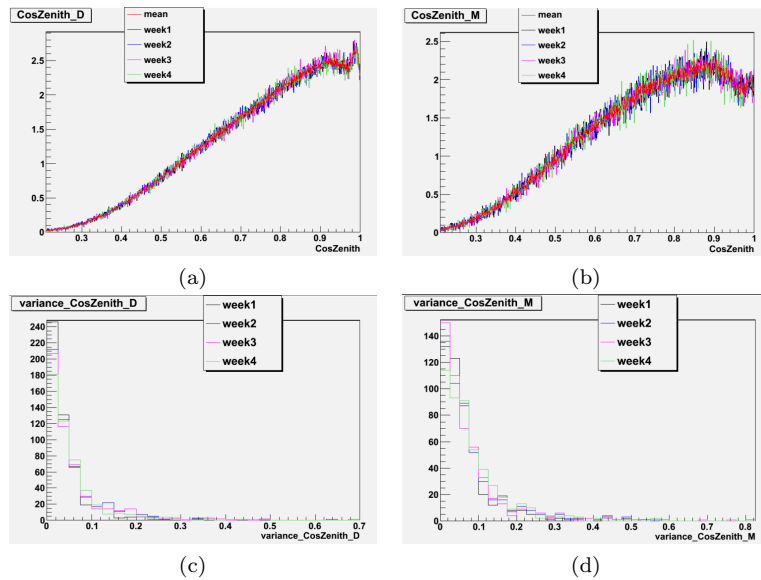 CosZenith_D
mean
week1
week2
week3
week4
2.5
2
1.5
1
0.5
0
0.3 0.4 0.5 0.6 0.7 0.8 0.9 1
CosZenith
(a)
CosZenith_M
mean
week1
week2
week3
week4
2.5
2
1.5
1
0.5
0
0.3 0.4 0.5 0.6 0.7 0.8 0.9 1
CosZenith
(b)
variance_CosZenith_D
week1
week2
week3
week4
240
220
200
180
160
140
120
100
80
60
40
20
0
0 0.1 0.2 0.3 0.4 0.5 0.6 0.7
variance_CosZenith_D
(c)
variance_CosZenith_M
week1
week2
week3
week4
140
120
100
80
60
40
20
0
0 0.1 0.2 0.3 0.4 0.5 0.6 0.7 0.8
variance_CosZenith_M
(d)